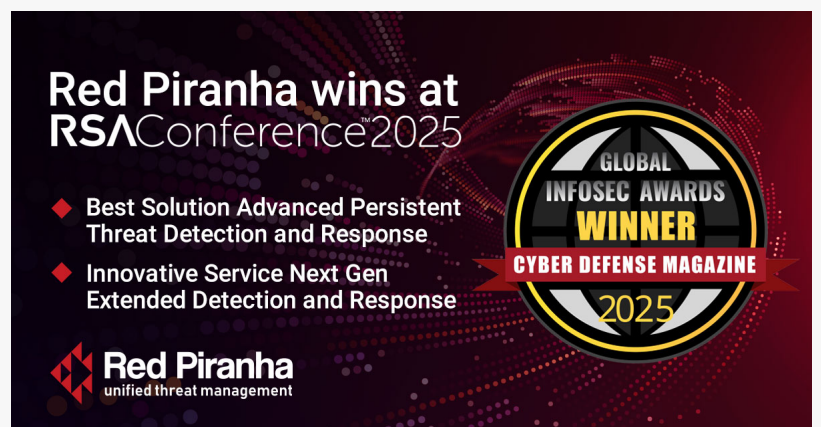 Red Piranha wins at
RSAConference™2025
Best Solution Advanced Persistent
Threat Detection and Response
Innovative Service Next Gen
Extended Detection and Response
Red Piranha
unified threat management
GLOBAL
INFOSEC AWARDS
WINNER
CYBER DEFENSE MAGAZINE
2025